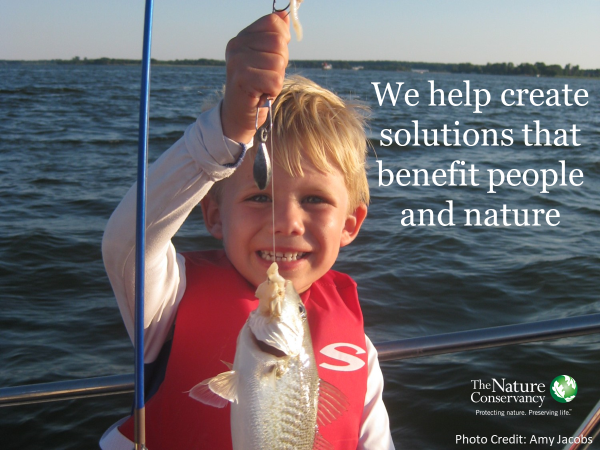 We help create
solutions that
benefit people
and nature
S
The Nature
Conservancy
Protecting nature. Preserving life.™
Photo Credit: Amy Jacobs